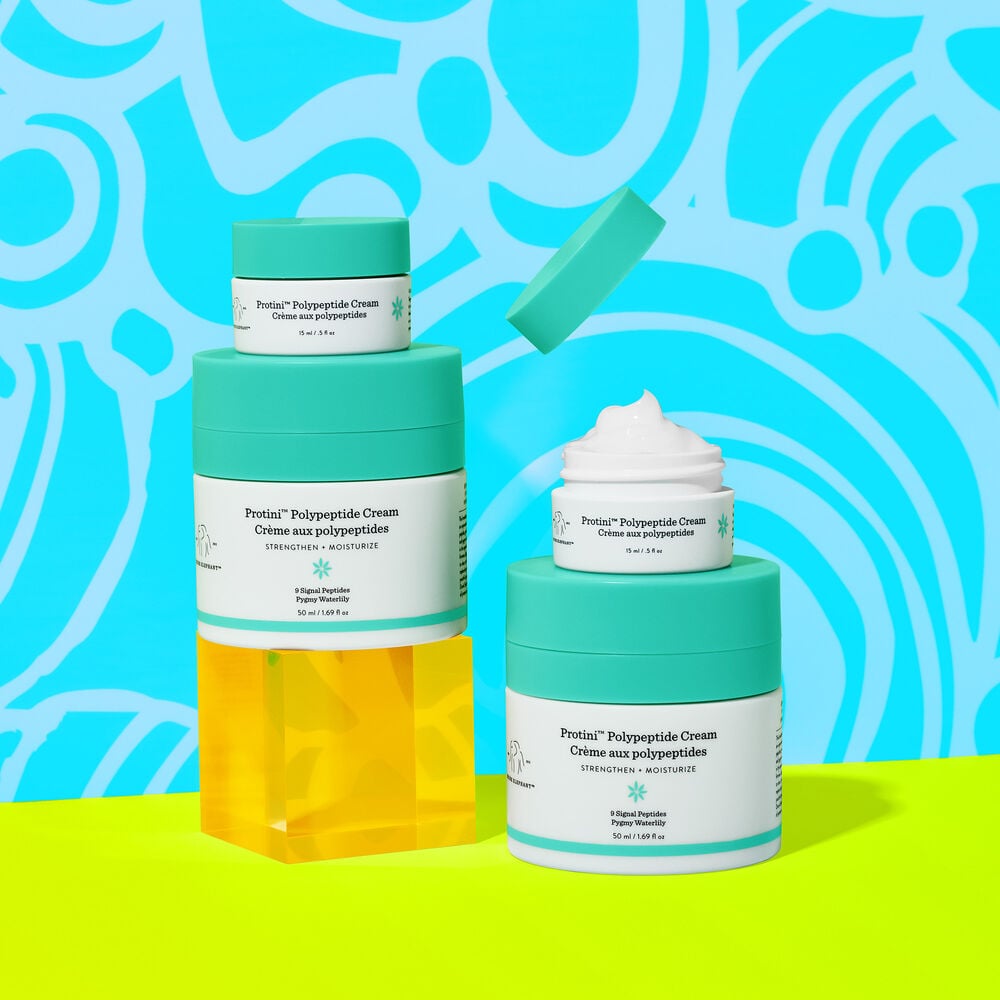 Protini™ Polypeptide Cream
Crème aux polypeptides
15 ml / .5 fl oz
Protini™ Polypeptide Cream
Crème aux polypeptides
STRENGTHEN + MOISTURIZE
9 Signal Peptides
Pygmy Waterlily
50 ml / 1.69 fl oz
Protini™ Polypeptide Cream
Crème aux polypeptides
15 ml / .5 fl oz
Protini™ Polypeptide Cream
Crème aux polypeptides
STRENGTHEN + MOISTURIZE
9 Signal Peptides
Pygmy Waterlily
50 ml / 1.69 fl oz
ELEPHANT™